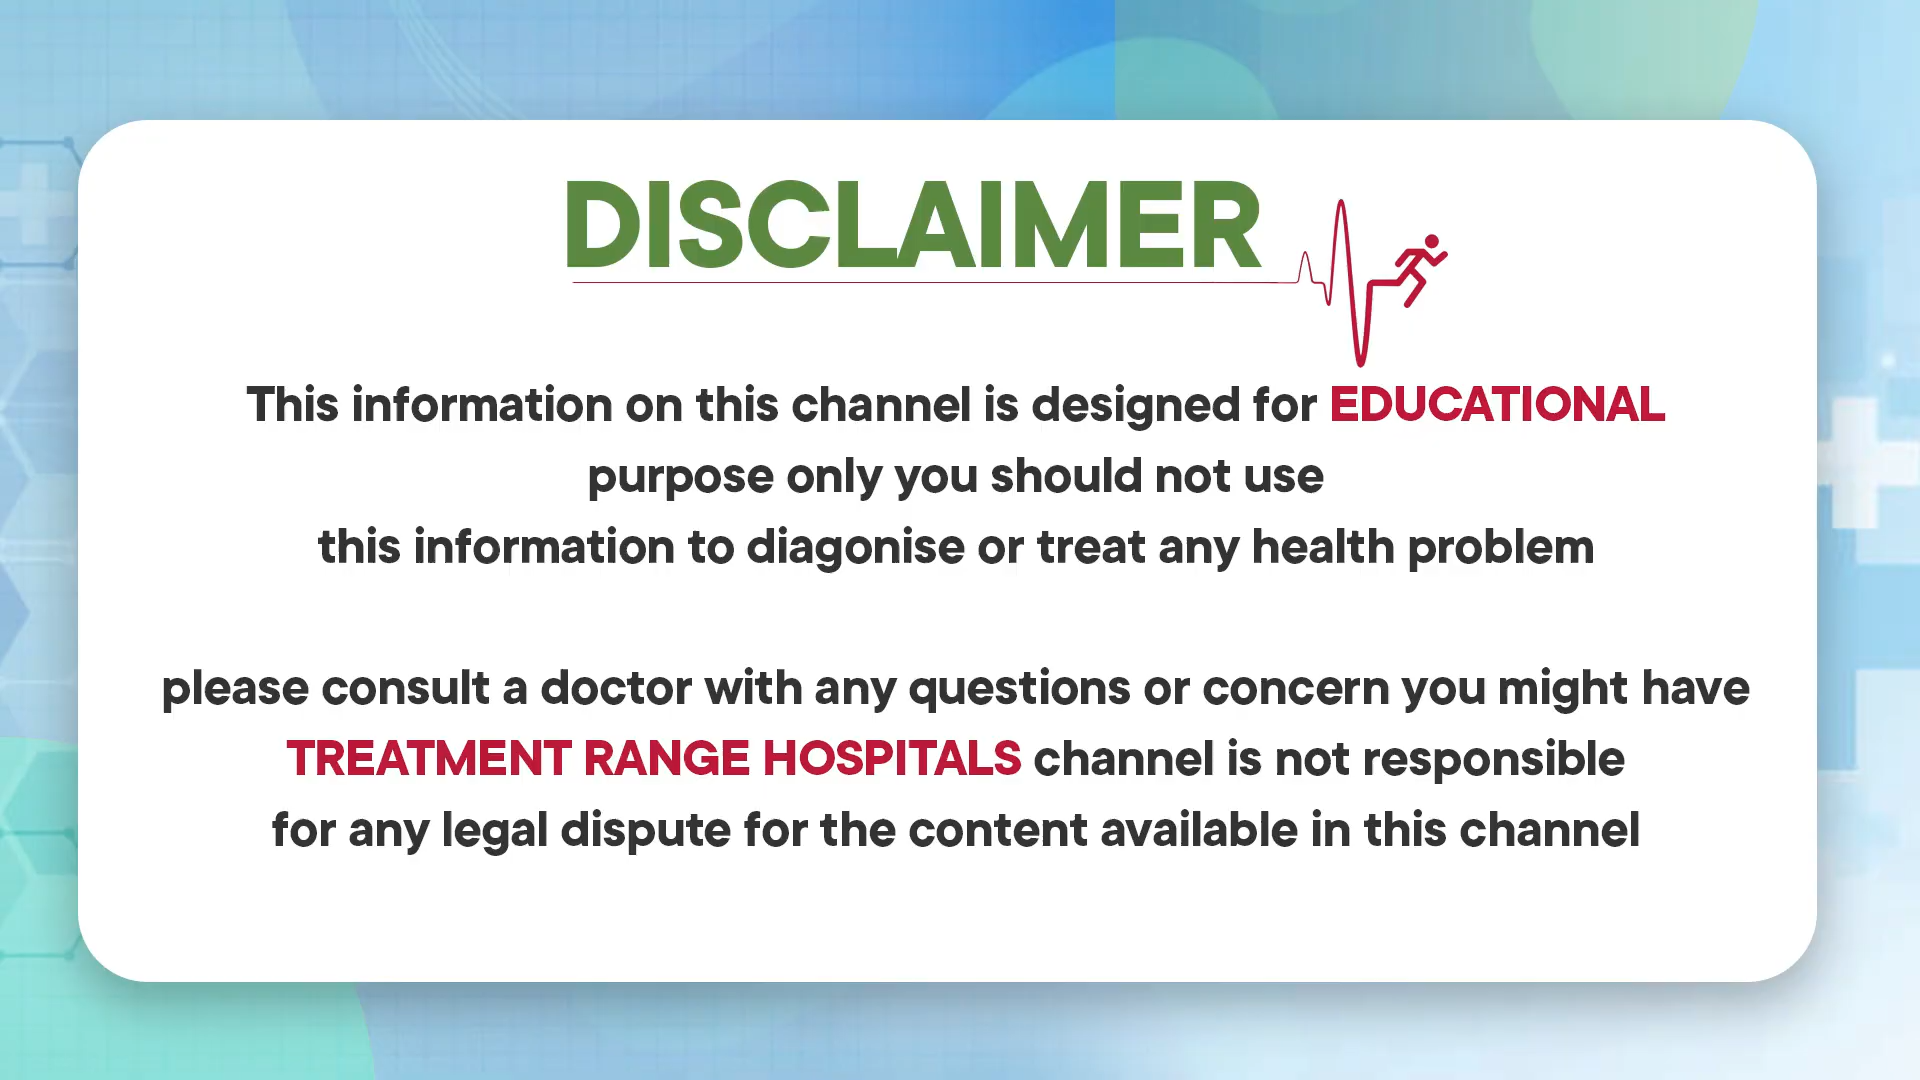 DISCLAIMER
This information on this channel is designed for EDUCATIONAL
purpose only you should not use
this information to diagonise or treat any health problem
please consult a doctor with any questions or concern you might have
TREATMENT RANGE HOSPITALS channel is not responsible
for any legal dispute for the content available in this channel